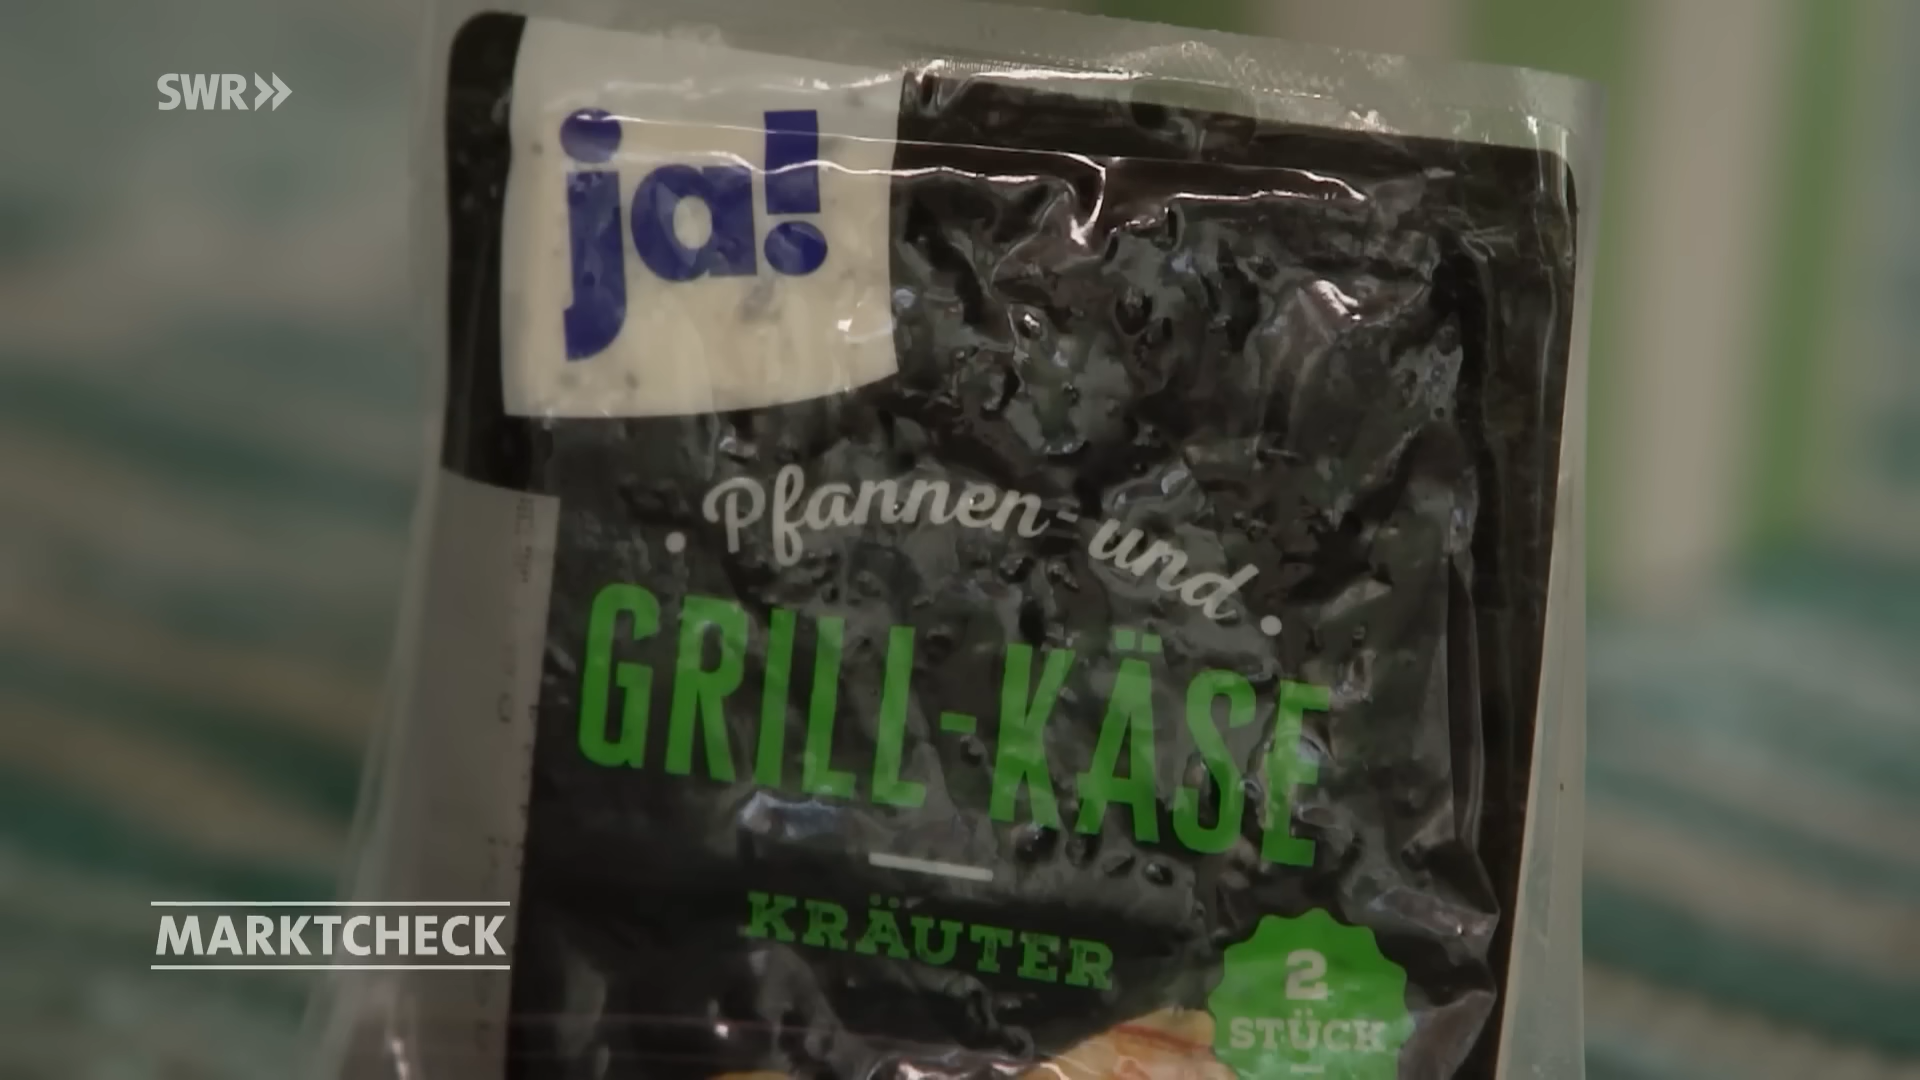 SWR»
ja!
· Pfannen- und ·
GRILL-KÄSE
KRÄUTER
2
STÜCK
MARKTCHECK